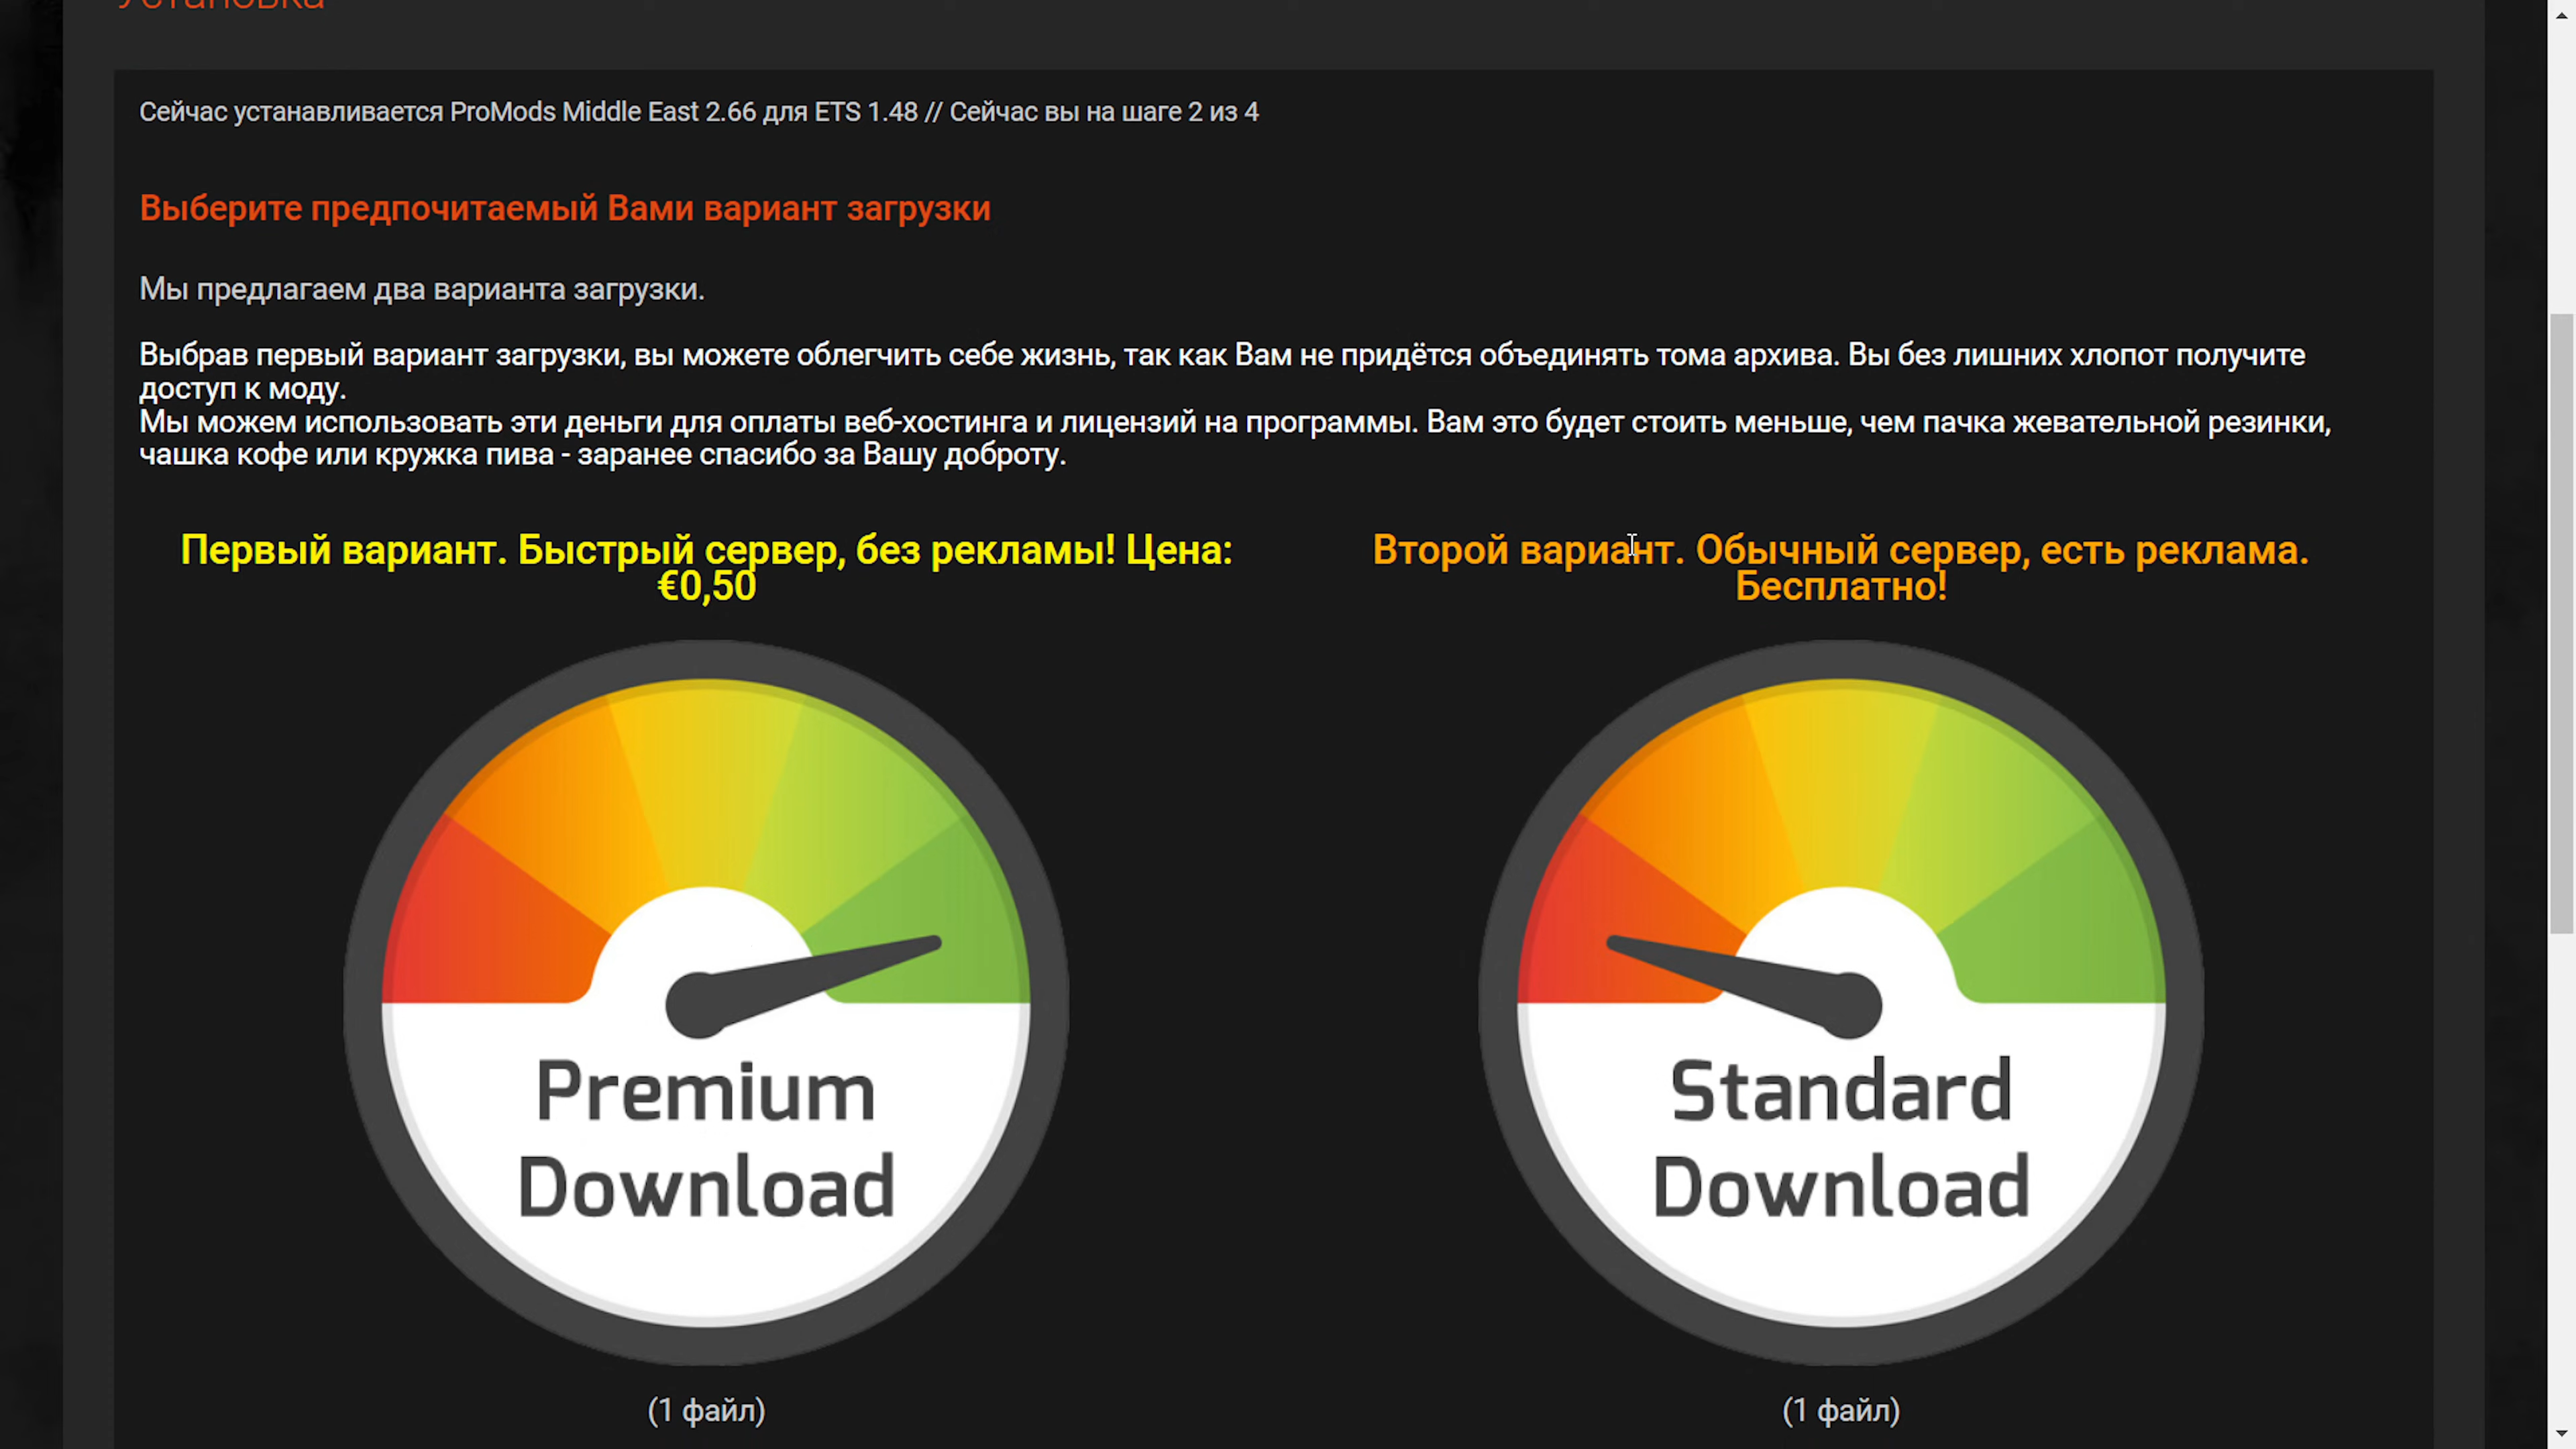 Установка
Сейчас устанавливается ProMods Middle East 2.66 для ETS 1.48 // Сейчас вы на шаге 2 из 4
Выберите предпочитаемый Вами вариант загрузки
Мы предлагаем два варианта загрузки.
Выбрав первый вариант загрузки, вы можете облегчить себе жизнь, так как Вам не придётся объединять тома архива. Вы без лишних хлопот получите
доступ к моду.
Мы можем использовать эти деньги для оплаты веб-хостинга и лицензий на программы. Вам это будет стоить меньше, чем пачка жевательной резинки,
чашка кофе или кружка пива - заранее спасибо за Вашу доброту.
Первый вариант. Быстрый сервер, без рекламы! Цена:
€0,50
Premium
Download
(1 файл)
Второй вариант. Обычный сервер, есть реклама.
Бесплатно!
Standard
Download
(1 файл)